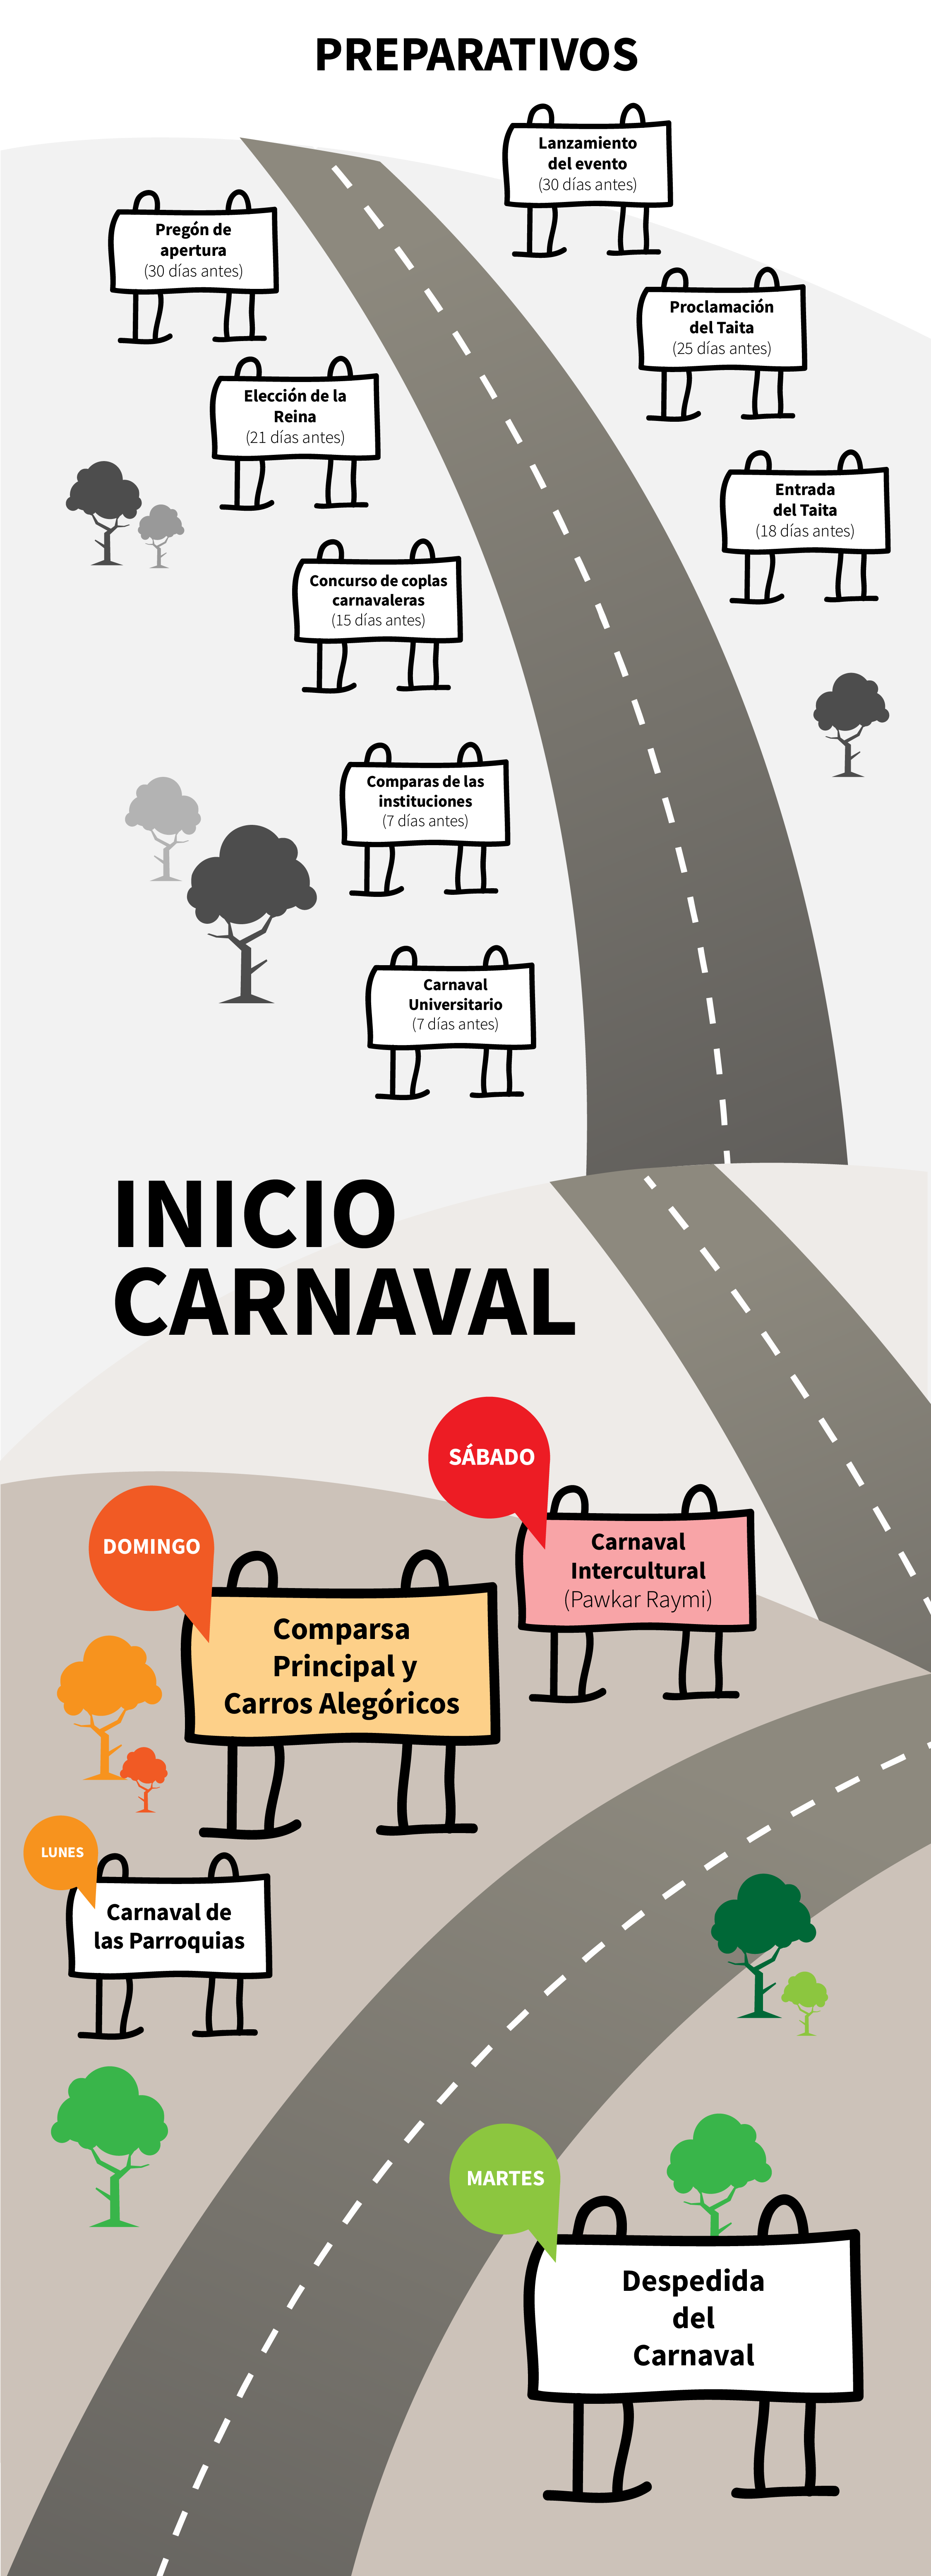 PREPARATIVOS
Lanzamiento
del evento
(30 días antes)
Pregón de
apertura
(30 días antes)
Proclamación
del Taita
(25 días antes)
Elección de la
Reina
(21 días antes)
Entrada
del Taita
(18 días antes)
Concurso de coplas
carnavaleras
(15 días antes)
Comparas de las
instituciones
(7 días antes)
Carnaval
Universitario
(7 días antes)
INICIO
CARNAVAL
SÁBADO
Carnaval
Intercultural
(Pawkar Raymi)
DOMINGO
Comparsa
Principal y
Carros Alegóricos
LUNES
Carnaval de
las Parroquias
MARTES
Despedida
del
Carnaval